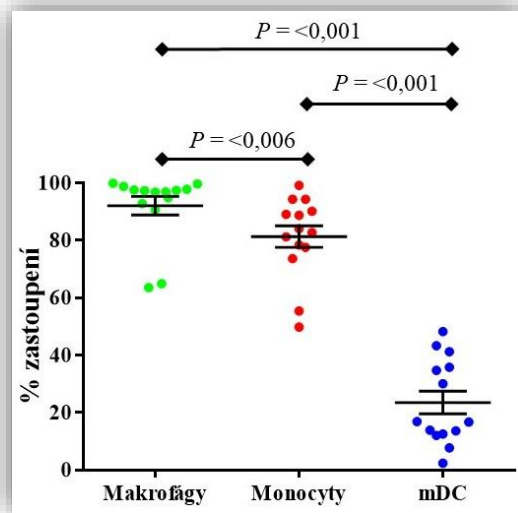 P = <0,001
P = <0,001
P = <0,006
% zastoupení
100
80
60
40
20
0
Makrofágy Monocyty mDC